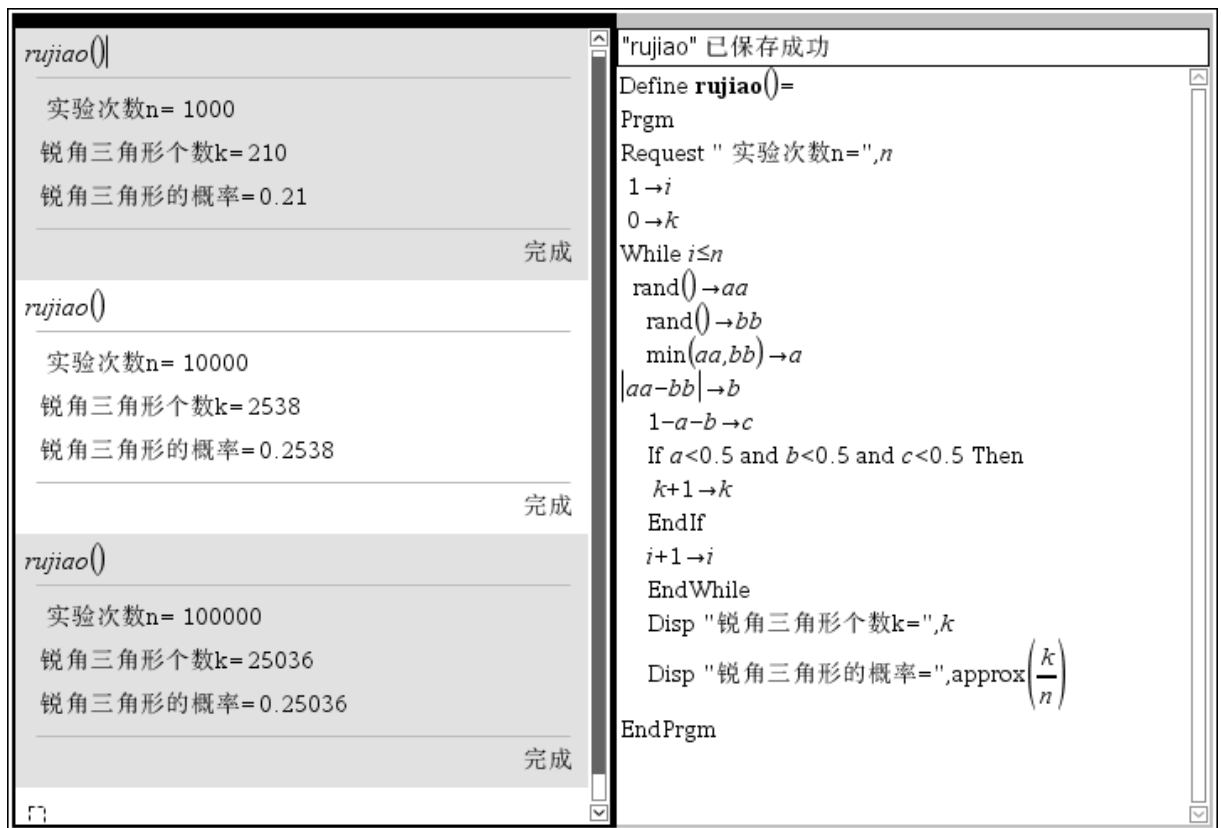 rujiao()
实验次数n= 1000
锐角三角形个数k=210
锐角三角形的概率=0.21
完成
rujiao()
实验次数n= 10000
锐角三角形个数k=2538
锐角三角形的概率=0.2538
完成
rujiao()
实验次数n= 100000
锐角三角形个数k=25036
锐角三角形的概率=0.25036
完成
"rujiao" 已保存成功
Define rujiao()=
Prgm
Request " 实验次数n=",n
1→i
0→k
While i≤n
rand()→aa
rand()→bb
min(aa,bb)→a
|aa−bb|→b
1−a−b→c
If a<0.5 and b<0.5 and c<0.5 Then
k+1→k
EndIf
i+1→i
EndWhile
Disp "锐角三角形个数k=",k
Disp "锐角三角形的概率=",approx(k/n)
EndPrgm